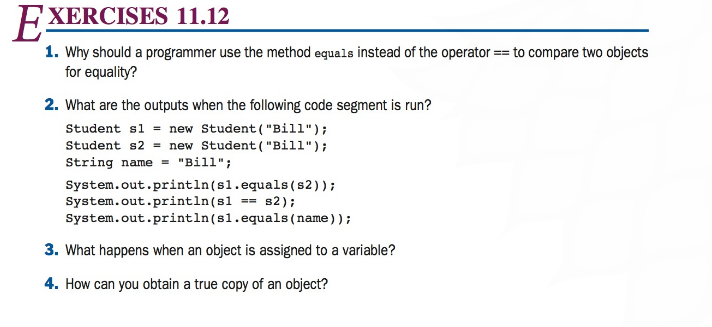 EXERCISES 11.12
1. Why should a programmer use the method equals instead of the operator == to compare two objects
for equality?
2. What are the outputs when the following code segment is run?
Student s1 = new Student("Bill");
Student s2 = new Student("Bill");
String name = "Bill";
System.out.println(s1.equals(s2));
System.out.println(s1 == s2);
System.out.println(s1.equals(name));
3. What happens when an object is assigned to a variable?
4. How can you obtain a true copy of an object?